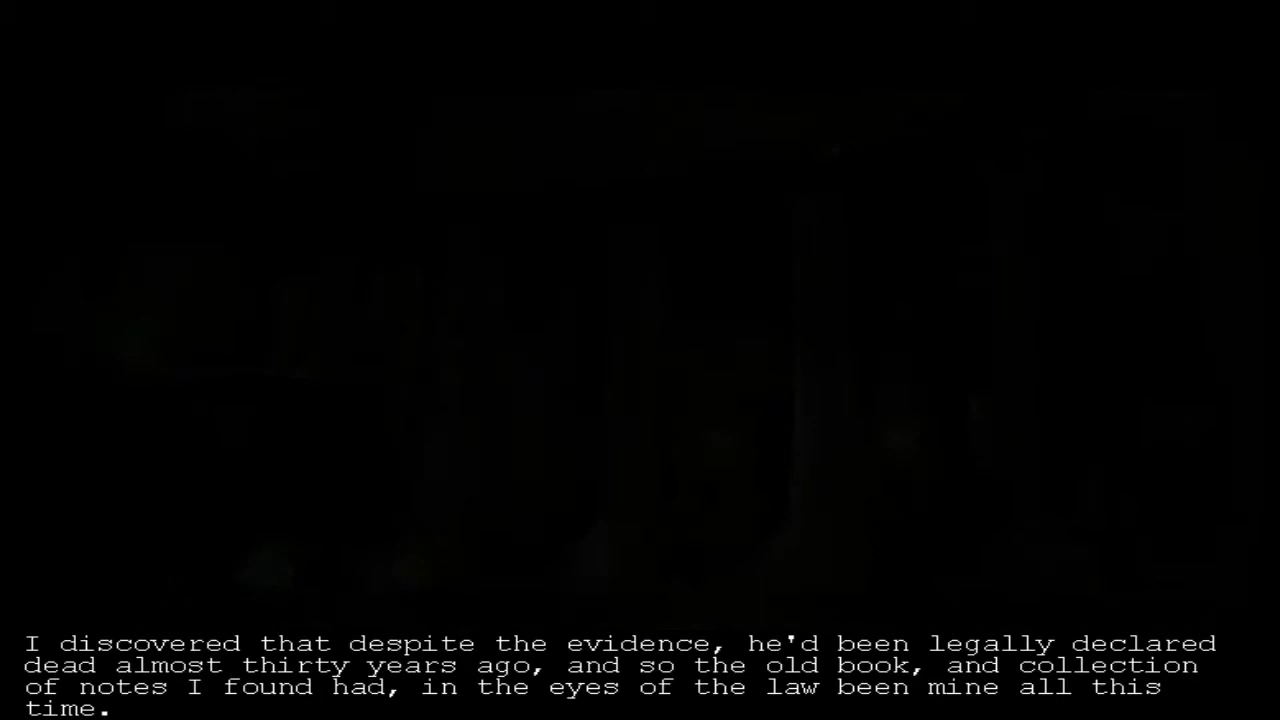 I discovered that despite the evidence, he'd been legally declared
dead almost thirty years ago, and so the old book, and collection
of notes I found had, in the eyes of the law been mine all this
time.